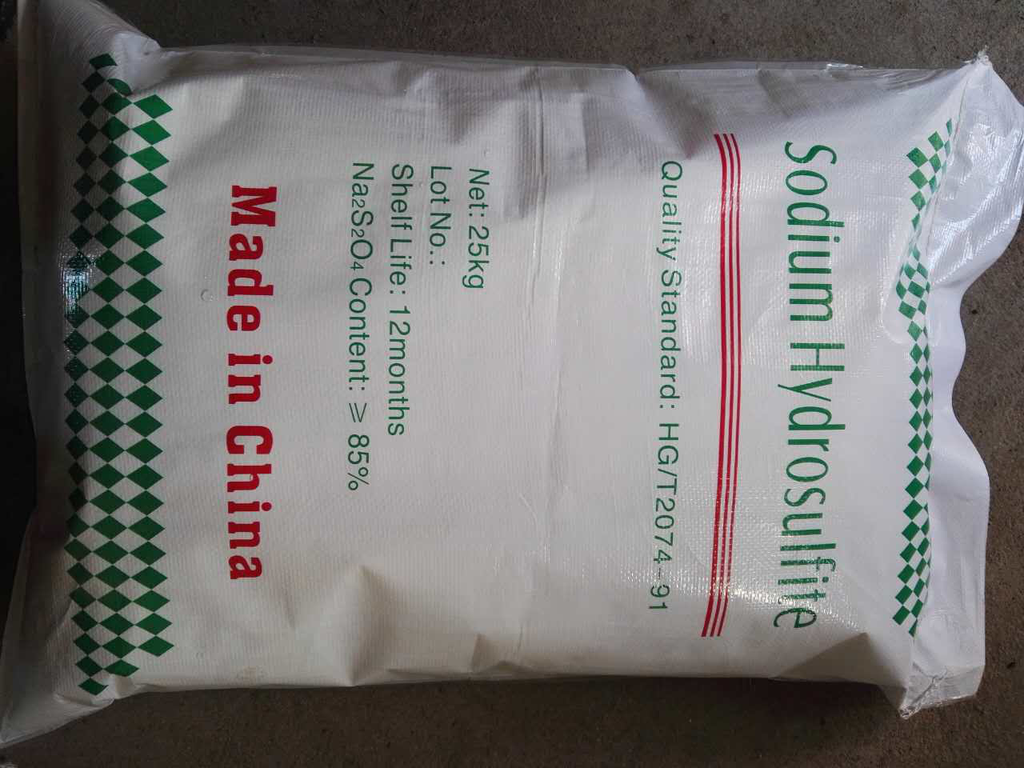 Sodium Hydrosulfite
Quality Standard: HG/T2074-91
Net: 25kg
Lot No.:
Shelf Life: 12months
Na2S2O4 Content: ≥ 85%
Made in China